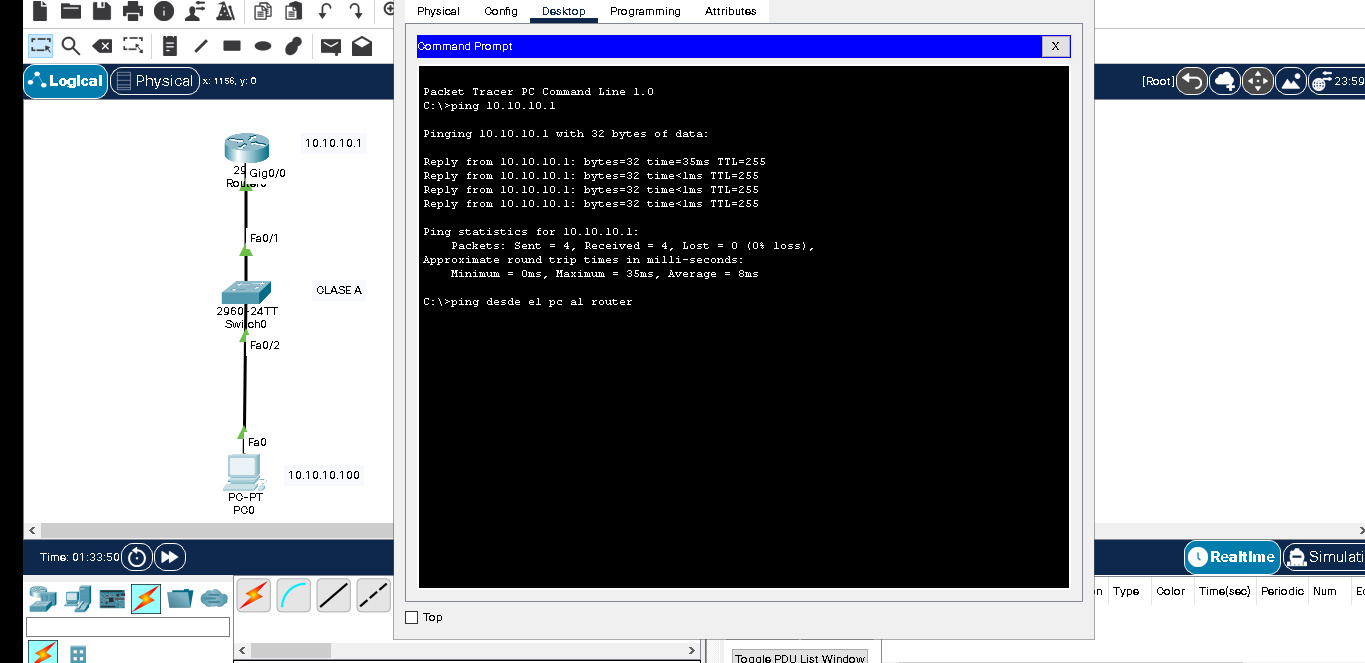 Physical Config Desktop Programming Attributes
Command Prompt X
Logical Physical x: 1156, y: 0
[Root] 23:59
Packet Tracer PC Command Line 1.0
C:\>ping 10.10.10.1
Pinging 10.10.10.1 with 32 bytes of data:
Reply from 10.10.10.1: bytes=32 time=35ms TTL=255
Reply from 10.10.10.1: bytes=32 time<1ms TTL=255
Reply from 10.10.10.1: bytes=32 time<1ms TTL=255
Reply from 10.10.10.1: bytes=32 time<1ms TTL=255
Ping statistics for 10.10.10.1:
Packets: Sent = 4, Received = 4, Lost = 0 (0% loss),
Approximate round trip times in milli-seconds:
Minimum = 0ms, Maximum = 35ms, Average = 8ms
C:\>ping desde el pc al router
10.10.10.1
Gig0/0
Fa0/1
CLASE A
2960-24TT
Switch0
Fa0/2
Fa0
10.10.10.100
PC-PT
PC0
Time: 01:33:50
Realtime
Top
Type Color Time(sec) Periodic Num
Toggle PDU List Window